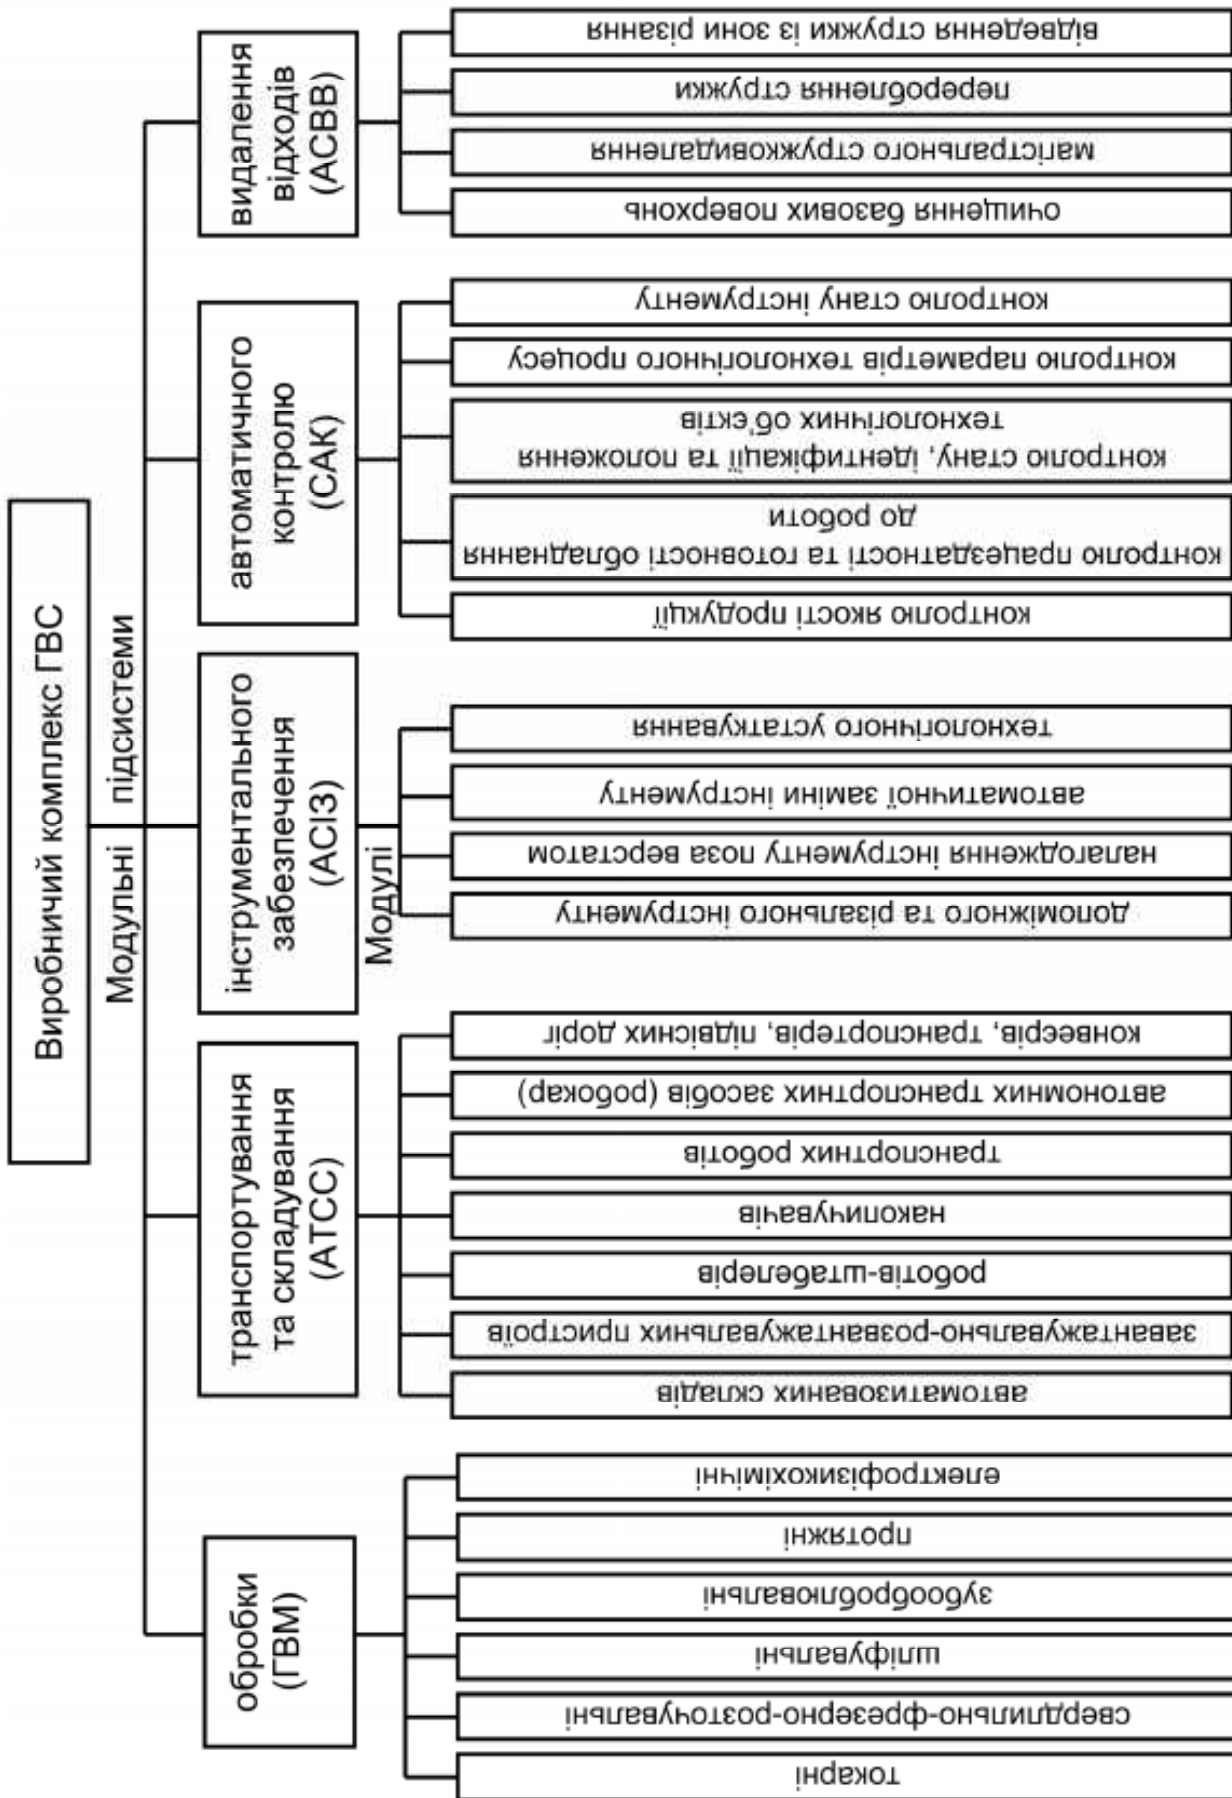 Виробничий комплекс ГВС
Модульні підсистеми
обробки
(ГВМ)
транспортування
та складування
(АТСС)
інструментального
забезпечення
(АСІЗ)
автоматичного
контролю
(САК)
видалення
відходів
(АСВВ)
Модулі
токарні
свердлильно-фрезерно-розточувальні
шліфувальні
зубооброблювальні
протяжні
електрофізикохімічні
автоматизованих складів
завантажувально-розвантажувальних пристроїв
роботів-штабелерів
накопичувачів
транспортних роботів
автономних транспортних засобів (робокар)
конвеєрів, транспортерів, підвісних доріг
допоміжного та різального інструменту
налагодження інструменту поза верстатом
автоматичної заміни інструменту
технологічного устаткування
контролю якості продукції
контролю працездатності та готовності обладнання
до роботи
контролю стану, ідентифікації та положення
технологічних об'єктів
контролю параметрів технологічного процесу
контролю стану інструменту
очищення базових поверхонь
магістрального стружковидалення
перероблення стружки
відведення стружки із зони різання